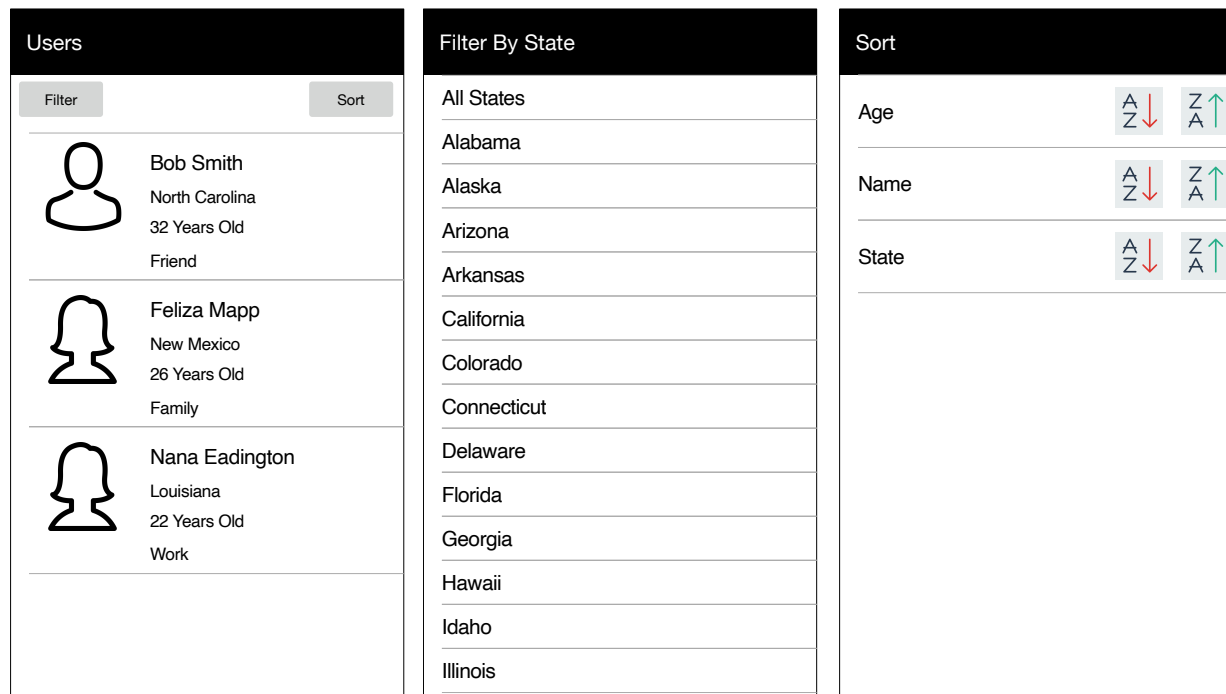 Users
Filter
Sort
Bob Smith
North Carolina
32 Years Old
Friend
Feliza Mapp
New Mexico
26 Years Old
Family
Nana Eadington
Louisiana
22 Years Old
Work
Filter By State
All States
Alabama
Alaska
Arizona
Arkansas
California
Colorado
Connecticut
Delaware
Florida
Georgia
Hawaii
Idaho
Illinois
Sort
Age
A Z
Z A
Name
A Z
Z A
State
A Z
Z A